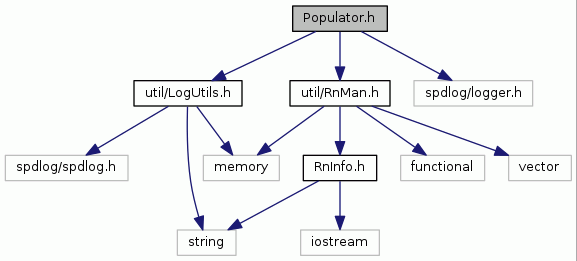 Populator.h
util/LogUtils.h
util/RnMan.h
spdlog/logger.h
spdlog/spdlog.h
memory
RnInfo.h
functional
vector
string
iostream